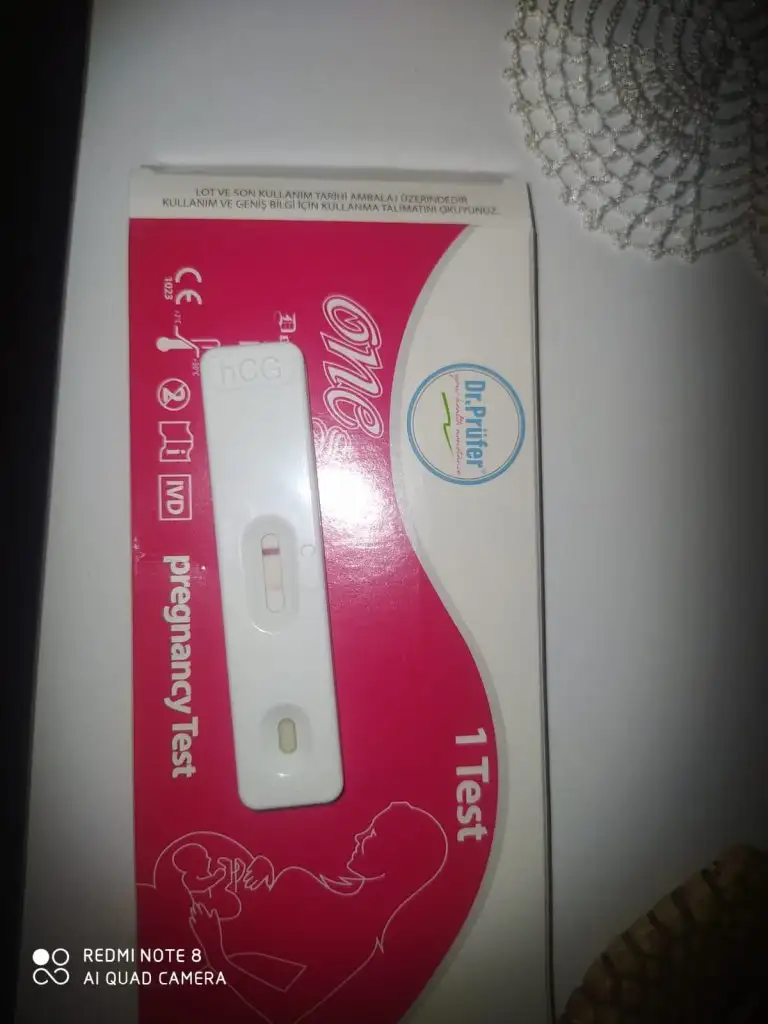 LOT VE SON KULLANIM TARİHİ AMBALAJ ÜZERİNDEDİR
KULLANIM VE GENİŞ BİLGİ İÇİN KULLANMA TALİMATINI OKUYUNUZ.
CE
1023
one
hCG
Dr.Prüfer
C
2
i
IVD
pregnancy Test
1 Test
REDMI NOTE 8
AI QUAD CAMERA